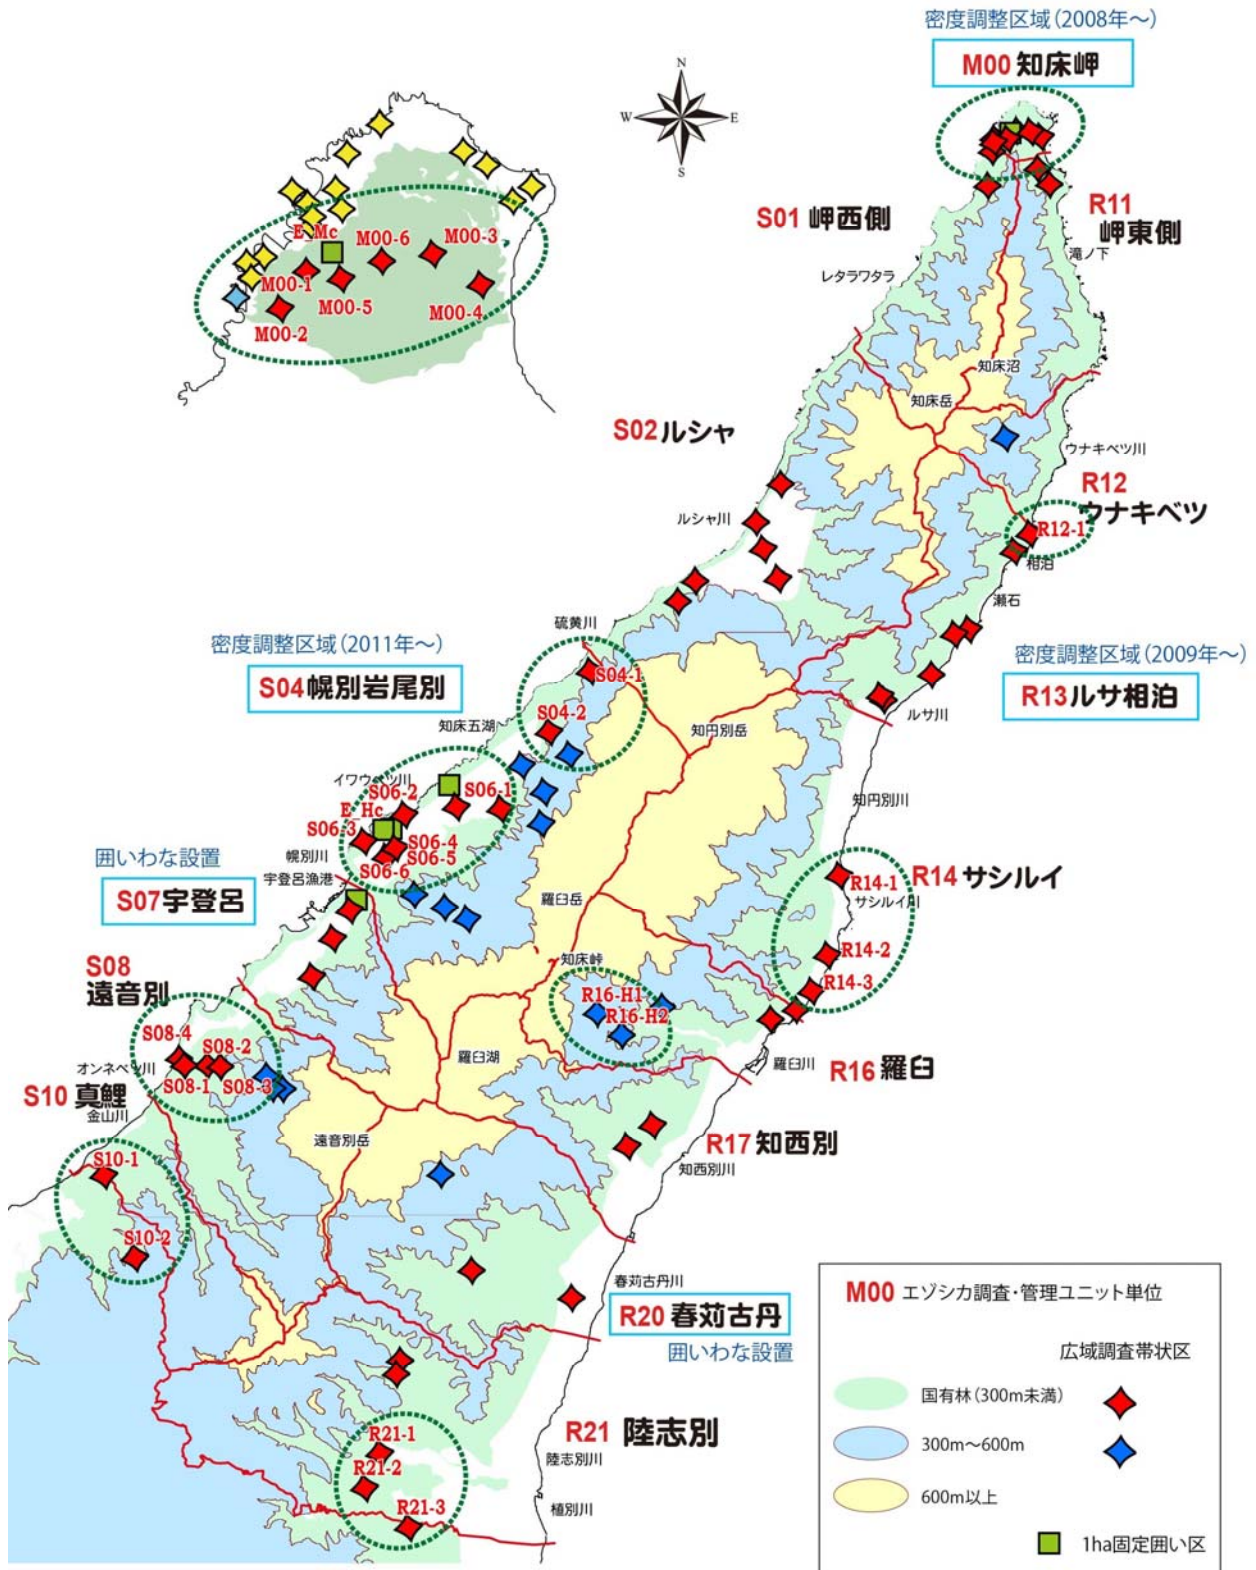 密度調整区域(2008年～)
M00 知床岬
N
W
E
S
E_Mc
M00-6
M00-3
M00-1
M00-5
M00-4
M00-2
S01 岬西側
R11
岬東側
滝ノ下
レタラワタラ
知床沼
知床岳
S02 ルシャ
ウナキベツ川
R12
ウナキベツ
ルシャ川
R12-1
相泊
瀬石
硫黄川
密度調整区域(2011年～)
S04 幌別岩尾別
密度調整区域(2009年～)
R13 ルサ相泊
S04-1
S04-2
知床五湖
ルサ川
知円別岳
イワウベツ川
S06-2
S06-1
知円別川
E_Hc
S06-3
S06-4
S06-5
S06-6
幌別川
囲いわな設置
宇登呂漁港
S07 宇登呂
R14 サシルイ
R14-1
サシルイ川
羅臼岳
R14-2
知床峠
R14-3
R16-H1
R16-H2
S08
遠音別
S08-4
S08-2
オンネベツ川
S08-1
S08-3
羅臼湖
羅臼川
R16 羅臼
S10 真鯉
金山川
遠音別岳
R17 知西別
知西別川
S10-1
S10-2
春苅古丹川
R20 春苅古丹
囲いわな設置
R21 陸志別
R21-1
R21-2
陸志別川
R21-3
植別川
M00 エゾシカ調査・管理ユニット単位
広域調査帯状区
国有林(300m未満)
300m～600m
600m以上
1ha固定囲い区